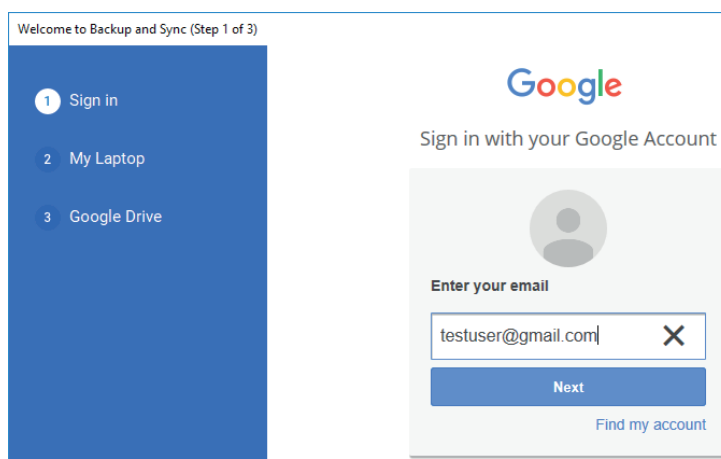 Welcome to Backup and Sync (Step 1 of 3)
1 Sign in
2 My Laptop
3 Google Drive
Google
Sign in with your Google Account
Enter your email
testuser@gmail.com
Next
Find my account